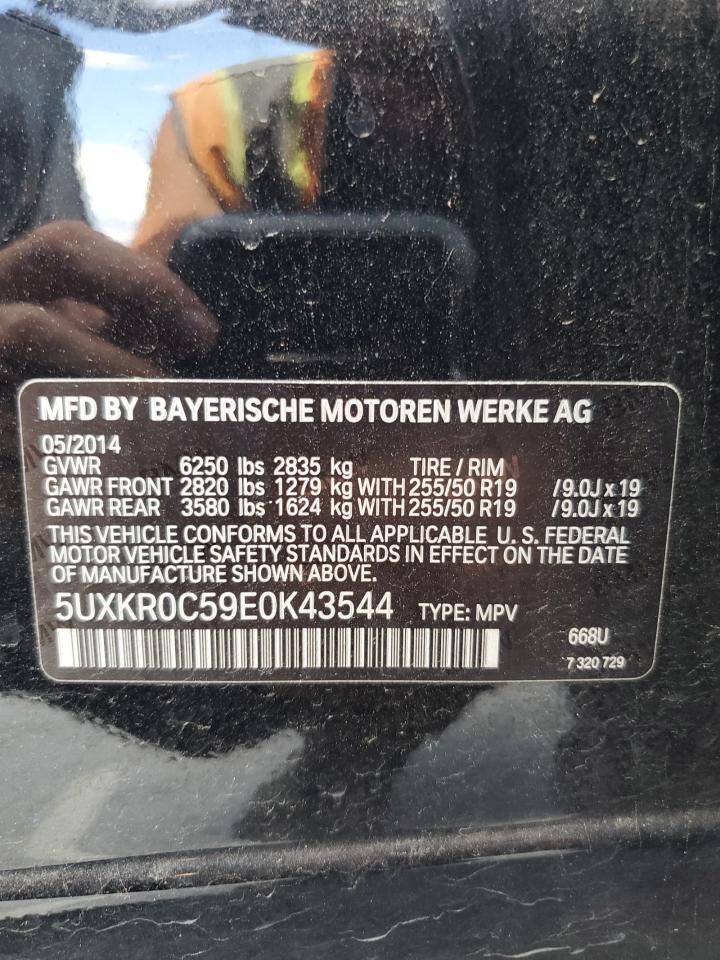 MFD BY BAYERISCHE MOTOREN WERKE AG
05/2014
GVWR 6250 lbs 2835 kg TIRE / RIM
GAWR FRONT 2820 lbs 1279 kg WITH 255/50 R19 /9.0J x 19
GAWR REAR 3580 lbs 1624 kg WITH 255/50 R19 /9.0J x 19
THIS VEHICLE CONFORMS TO ALL APPLICABLE U. S. FEDERAL
MOTOR VEHICLE SAFETY STANDARDS IN EFFECT ON THE DATE
OF MANUFACTURE SHOWN ABOVE.
5UXKR0C59E0K43544 TYPE: MPV
668U
7 320 729